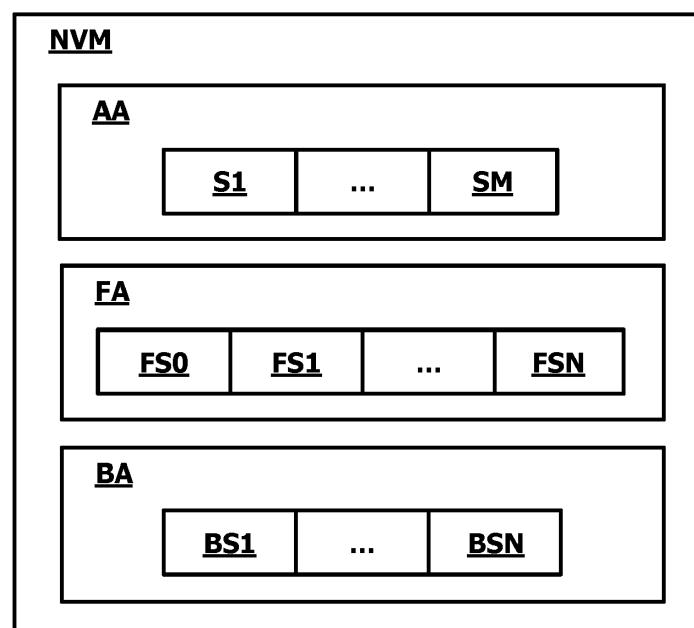 NVM
AA
S1 ... SM
FA
FS0 FS1 ... FSN
BA
BS1 ... BSN